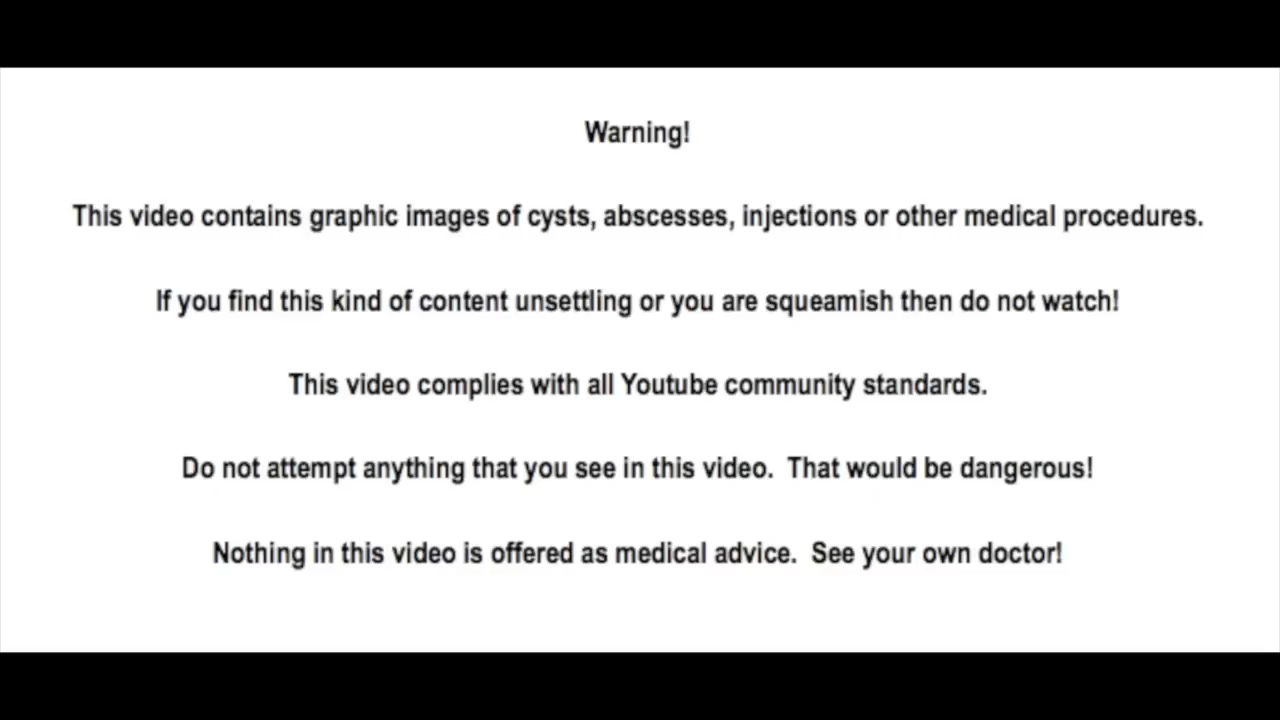 Warning!
This video contains graphic images of cysts, abscesses, injections or other medical procedures.
If you find this kind of content unsettling or you are squeamish then do not watch!
This video complies with all Youtube community standards.
Do not attempt anything that you see in this video.  That would be dangerous!
Nothing in this video is offered as medical advice.  See your own doctor!